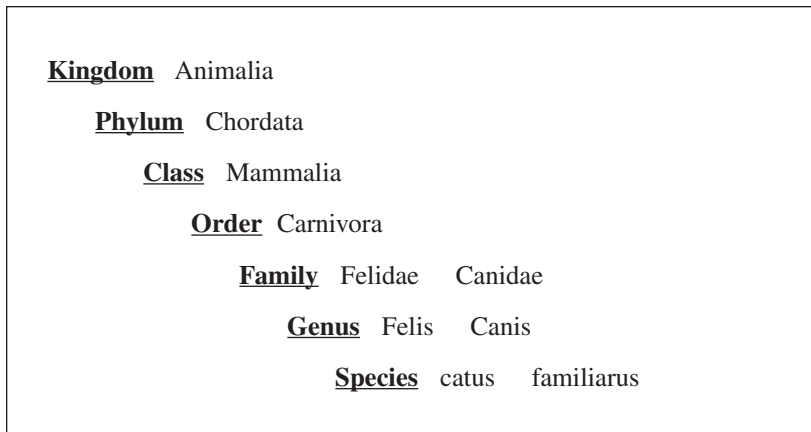 Kingdom Animalia
Phylum Chordata
Class Mammalia
Order Carnivora
Family Felidae Canidae
Genus Felis Canis
Species catus familiarus